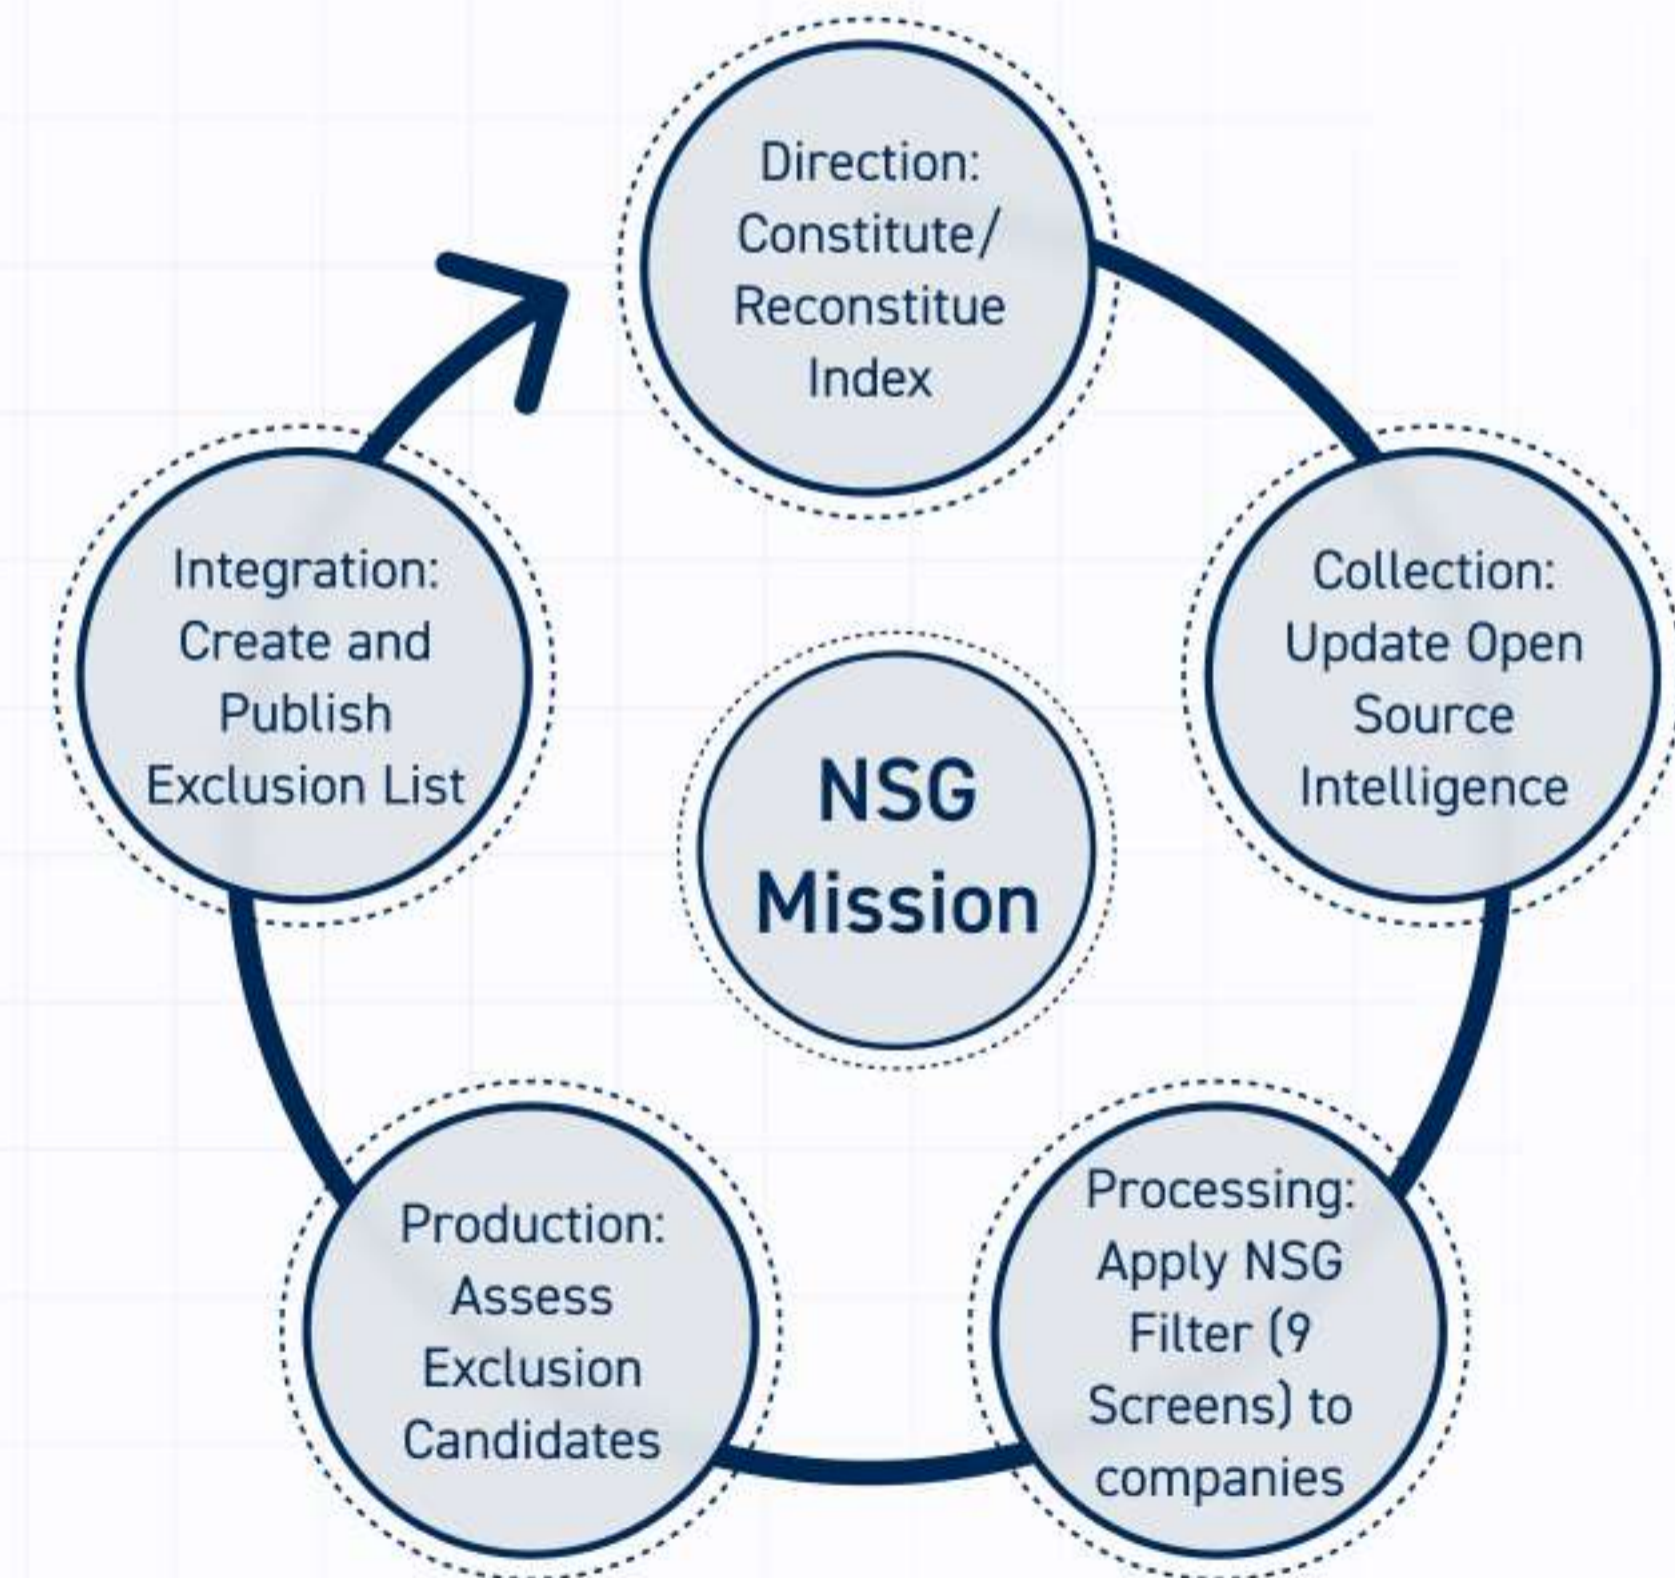 Direction:
Constitute/
Reconstitue
Index
Collection:
Update Open
Source
Intelligence
Processing:
Apply NSG
Filter (9
Screens) to
companies
Production:
Assess
Exclusion
Candidates
Integration:
Create and
Publish
Exclusion List
NSG
Mission